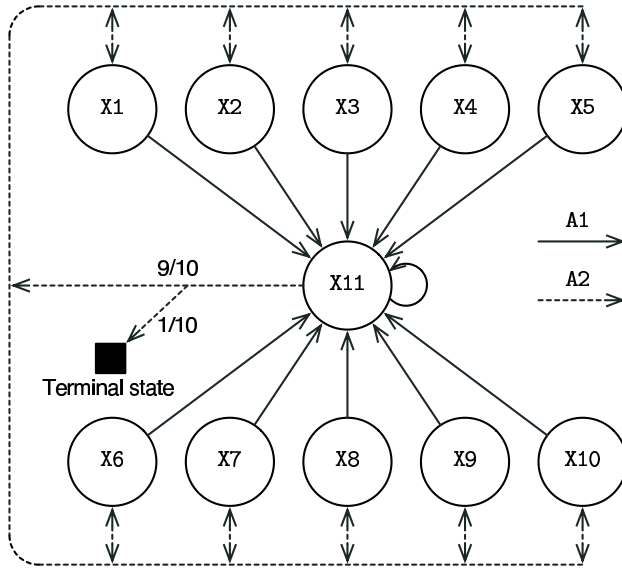 X1 X2 X3 X4 X5
A1
9/10
X11
A2
1/10
Terminal state
X6 X7 X8 X9 X10